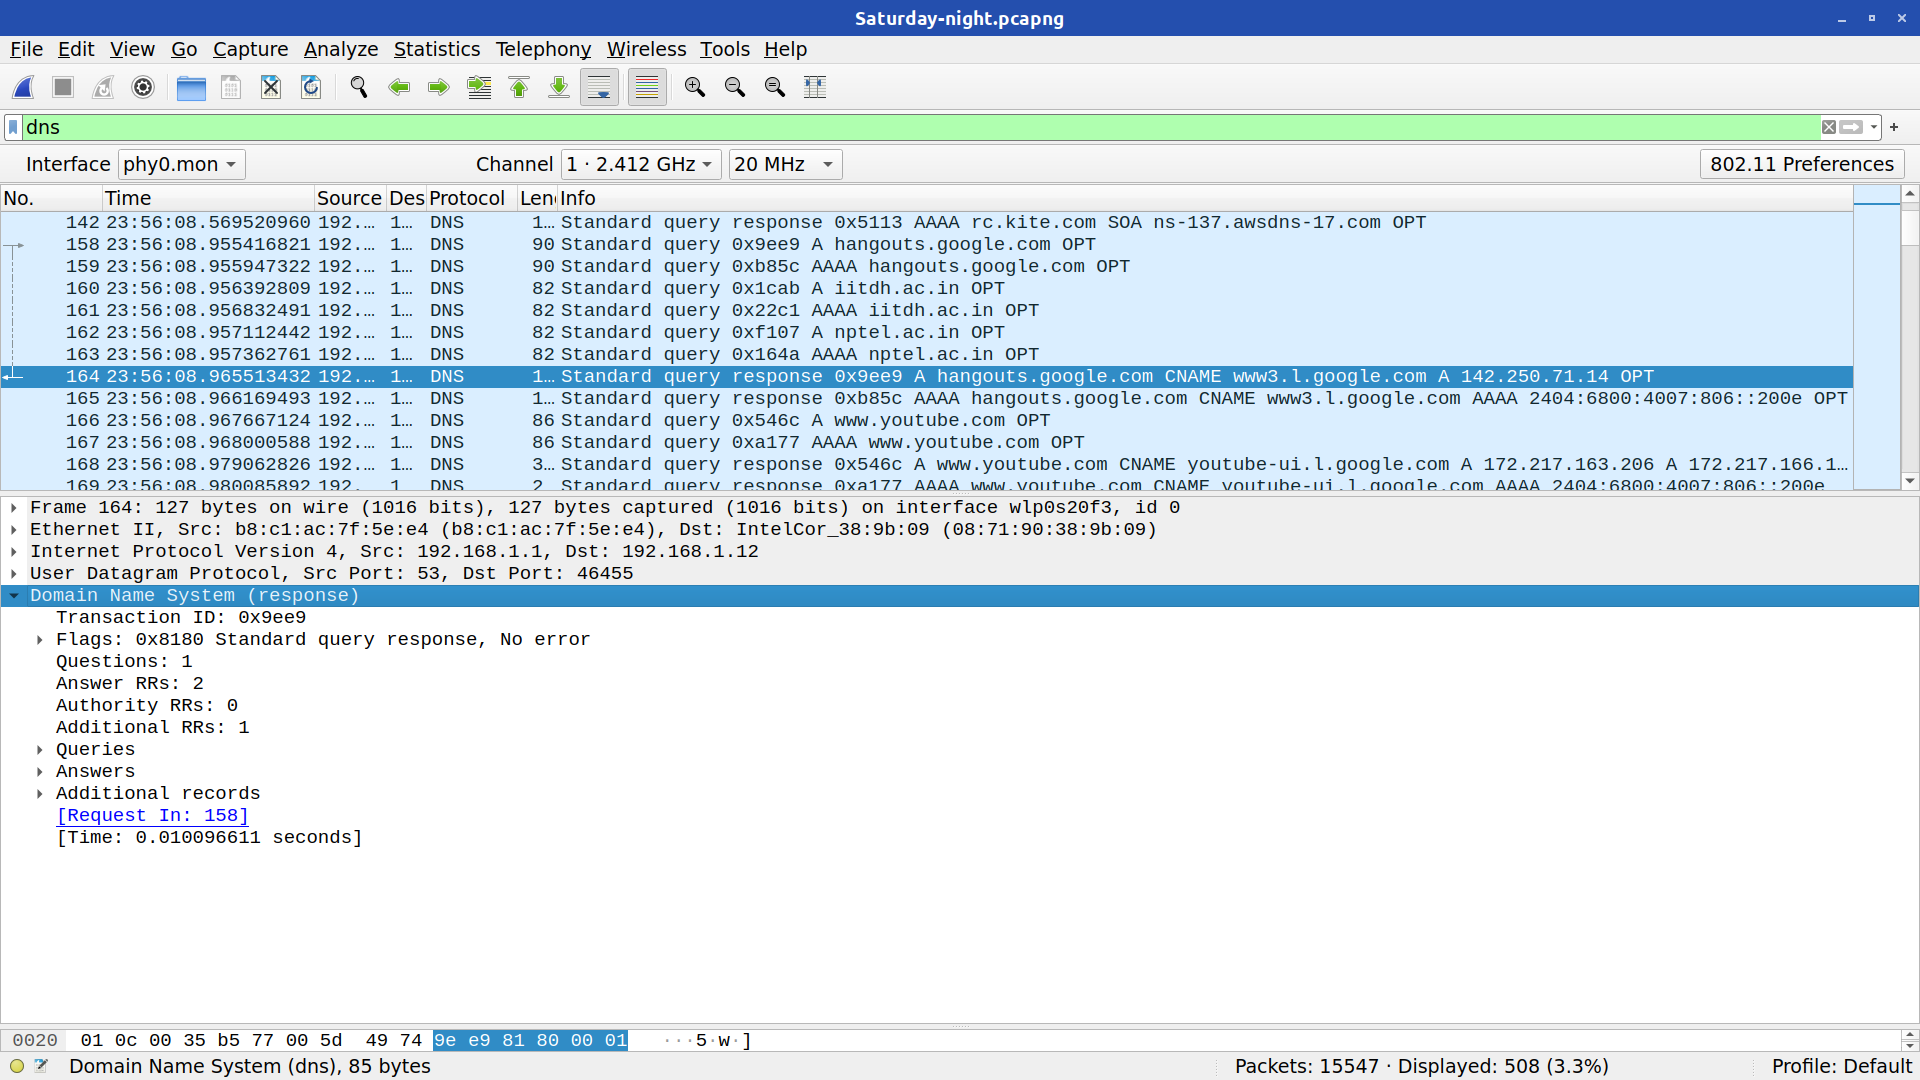 Saturday-night.pcapng
File Edit View Go Capture Analyze Statistics Telephony Wireless Tools Help
dns
Interface phy0.mon Channel 1 · 2.412 GHz 20 MHz 802.11 Preferences
No. Time Source Des Protocol Len Info
142 23:56:08.569520960 192.… 1… DNS 1… Standard query response 0x5113 AAAA rc.kite.com SOA ns-137.awsdns-17.com OPT
158 23:56:08.955416821 192.… 1… DNS 90 Standard query 0x9ee9 A hangouts.google.com OPT
159 23:56:08.955947322 192.… 1… DNS 90 Standard query 0xb85c AAAA hangouts.google.com OPT
160 23:56:08.956392809 192.… 1… DNS 82 Standard query 0x1cab A iitdh.ac.in OPT
161 23:56:08.956832491 192.… 1… DNS 82 Standard query 0x22c1 AAAA iitdh.ac.in OPT
162 23:56:08.957112442 192.… 1… DNS 82 Standard query 0xf107 A nptel.ac.in OPT
163 23:56:08.957362761 192.… 1… DNS 82 Standard query 0x164a AAAA nptel.ac.in OPT
164 23:56:08.965513432 192.… 1… DNS 1… Standard query response 0x9ee9 A hangouts.google.com CNAME www3.l.google.com A 142.250.71.14 OPT
165 23:56:08.966169493 192.… 1… DNS 1… Standard query response 0xb85c AAAA hangouts.google.com CNAME www3.l.google.com AAAA 2404:6800:4007:806::200e OPT
166 23:56:08.967667124 192.… 1… DNS 86 Standard query 0x546c A www.youtube.com OPT
167 23:56:08.968000588 192.… 1… DNS 86 Standard query 0xa177 AAAA www.youtube.com OPT
168 23:56:08.979062826 192.… 1… DNS 3… Standard query response 0x546c A www.youtube.com CNAME youtube-ui.l.google.com A 172.217.163.206 A 172.217.166.1…
169 23:56:08.980085892 192.… 1… DNS 2… Standard query response 0xa177 AAAA www.youtube.com CNAME youtube-ui.l.google.com AAAA 2404:6800:4007:806::200e
Frame 164: 127 bytes on wire (1016 bits), 127 bytes captured (1016 bits) on interface wlp0s20f3, id 0
Ethernet II, Src: b8:c1:ac:7f:5e:e4 (b8:c1:ac:7f:5e:e4), Dst: IntelCor_38:9b:09 (08:71:90:38:9b:09)
Internet Protocol Version 4, Src: 192.168.1.1, Dst: 192.168.1.12
User Datagram Protocol, Src Port: 53, Dst Port: 46455
Domain Name System (response)
Transaction ID: 0x9ee9
Flags: 0x8180 Standard query response, No error
Questions: 1
Answer RRs: 2
Authority RRs: 0
Additional RRs: 1
Queries
Answers
Additional records
[Request In: 158]
[Time: 0.010096611 seconds]
0020 01 0c 00 35 b5 77 00 5d 49 74 9e e9 81 80 00 01 ···5·w·]
Domain Name System (dns), 85 bytes Packets: 15547 · Displayed: 508 (3.3%) Profile: Default